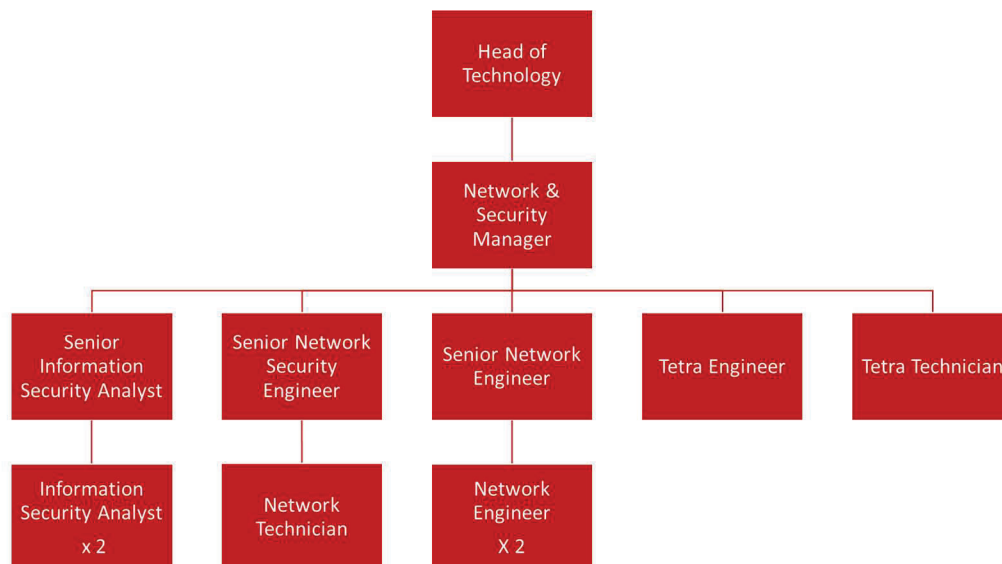 Head of
Technology
Network &
Security
Manager
Senior
Information
Security Analyst
Senior Network
Security
Engineer
Senior Network
Engineer
Tetra Engineer
Tetra Technician
Information
Security Analyst
x 2
Network
Technician
Network
Engineer
X 2